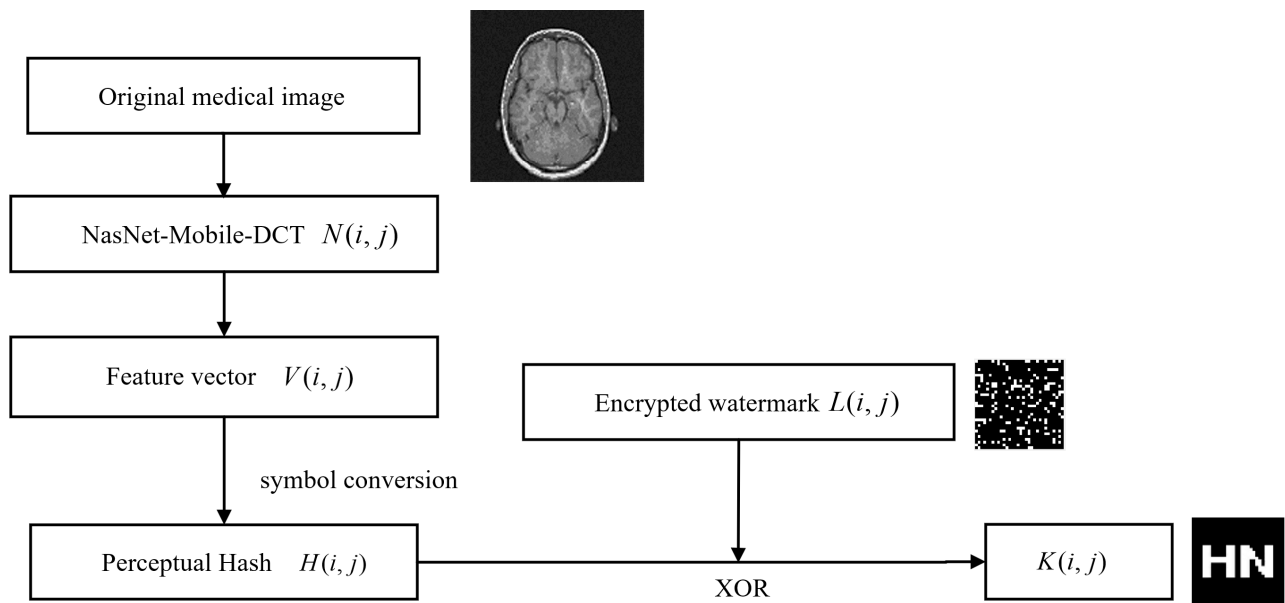 Original medical image
NasNet-Mobile-DCT N(i, j)
Feature vector V(i, j)
Encrypted watermark L(i, j)
symbol conversion
Perceptual Hash H(i, j)
XOR
K(i, j)
HN